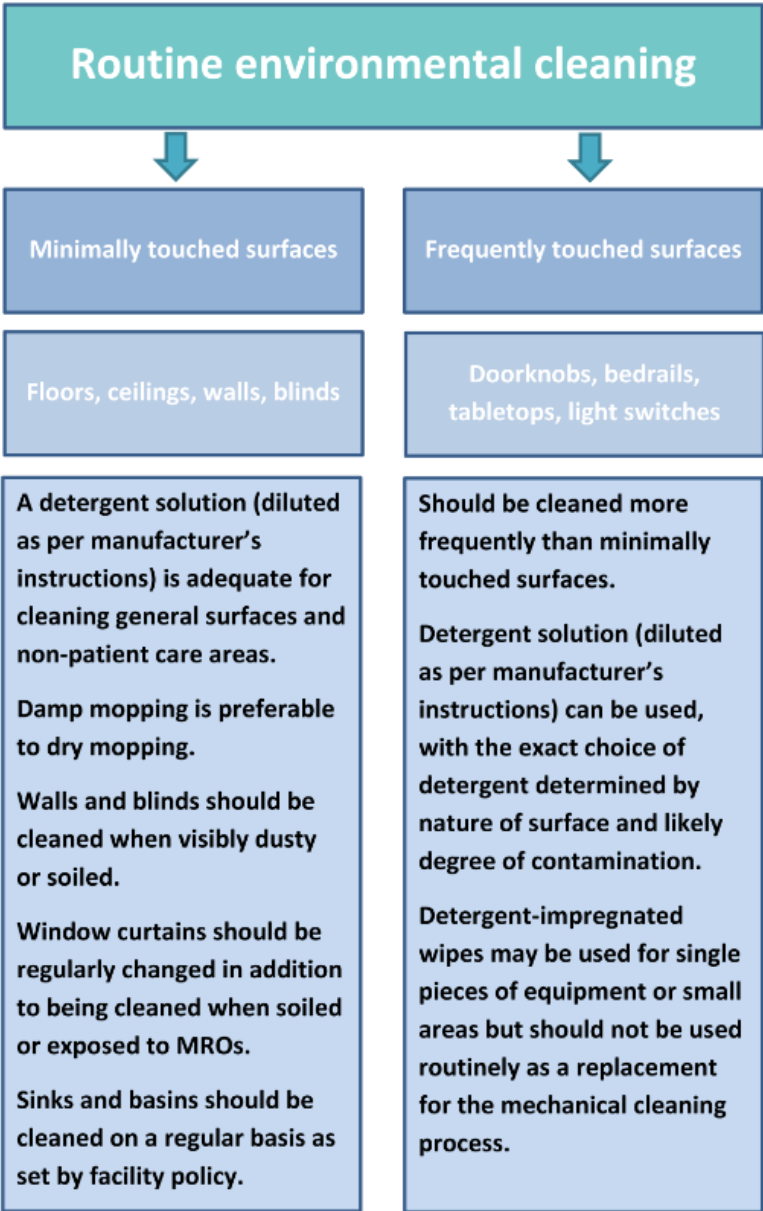 Routine environmental cleaning
Minimally touched surfaces
Floors, ceilings, walls, blinds
A detergent solution (diluted
as per manufacturer’s
instructions) is adequate for
cleaning general surfaces and
non-patient care areas.
Damp mopping is preferable
to dry mopping.
Walls and blinds should be
cleaned when visibly dusty
or soiled.
Window curtains should be
regularly changed in addition
to being cleaned when soiled
or exposed to MROs.
Sinks and basins should be
cleaned on a regular basis as
set by facility policy.
Frequently touched surfaces
Doorknobs, bedrails,
tabletops, light switches
Should be cleaned more
frequently than minimally
touched surfaces.
Detergent solution (diluted
as per manufacturer’s
instructions) can be used,
with the exact choice of
detergent determined by
nature of surface and likely
degree of contamination.
Detergent-impregnated
wipes may be used for single
pieces of equipment or small
areas but should not be used
routinely as a replacement
for the mechanical cleaning
process.